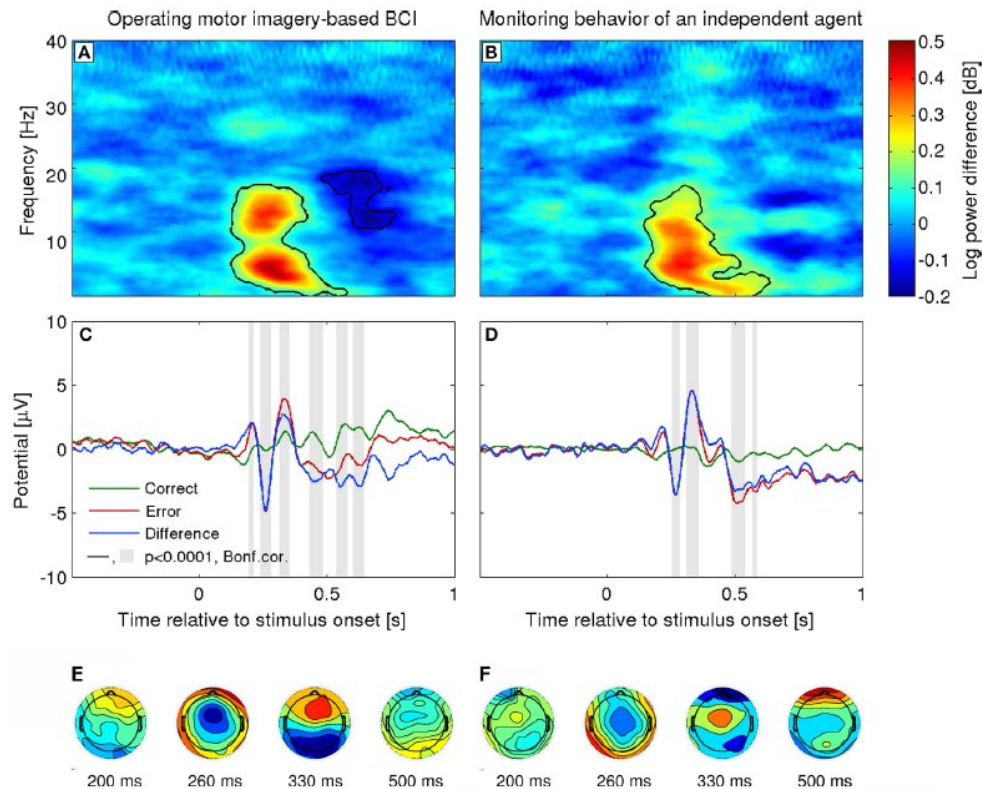 Operating motor imagery-based BCI
Monitoring behavior of an independent agent
A
B
40
30
20
10
Frequency [Hz]
0.5
0.4
0.3
0.2
0.1
0
-0.1
-0.2
Log power difference [dB]
C
D
10
5
0
-5
-10
Potential [µV]
Correct
Error
Difference
, p<0.0001, Bonf.cor.
0 0.5 1
0 0.5 1
Time relative to stimulus onset [s]
Time relative to stimulus onset [s]
E
F
200 ms 260 ms 330 ms 500 ms
200 ms 260 ms 330 ms 500 ms